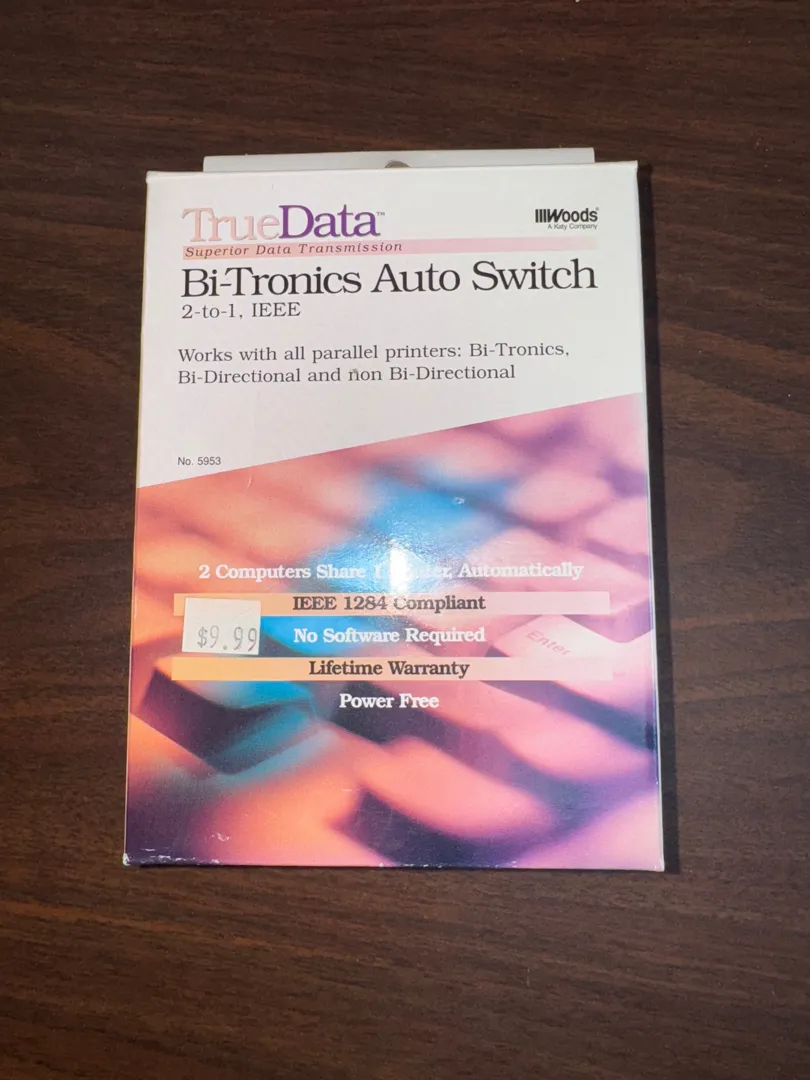 TrueData™
Superior Data Transmission
Woods®
A Katy Company
Bi-Tronics Auto Switch
2-to-1, IEEE
Works with all parallel printers: Bi-Tronics,
Bi-Directional and non Bi-Directional
No. 5953
2 Computers Share 1 Automatically
IEEE 1284 Compliant
$9.99
No Software Required
Enter
Lifetime Warranty
Power Free